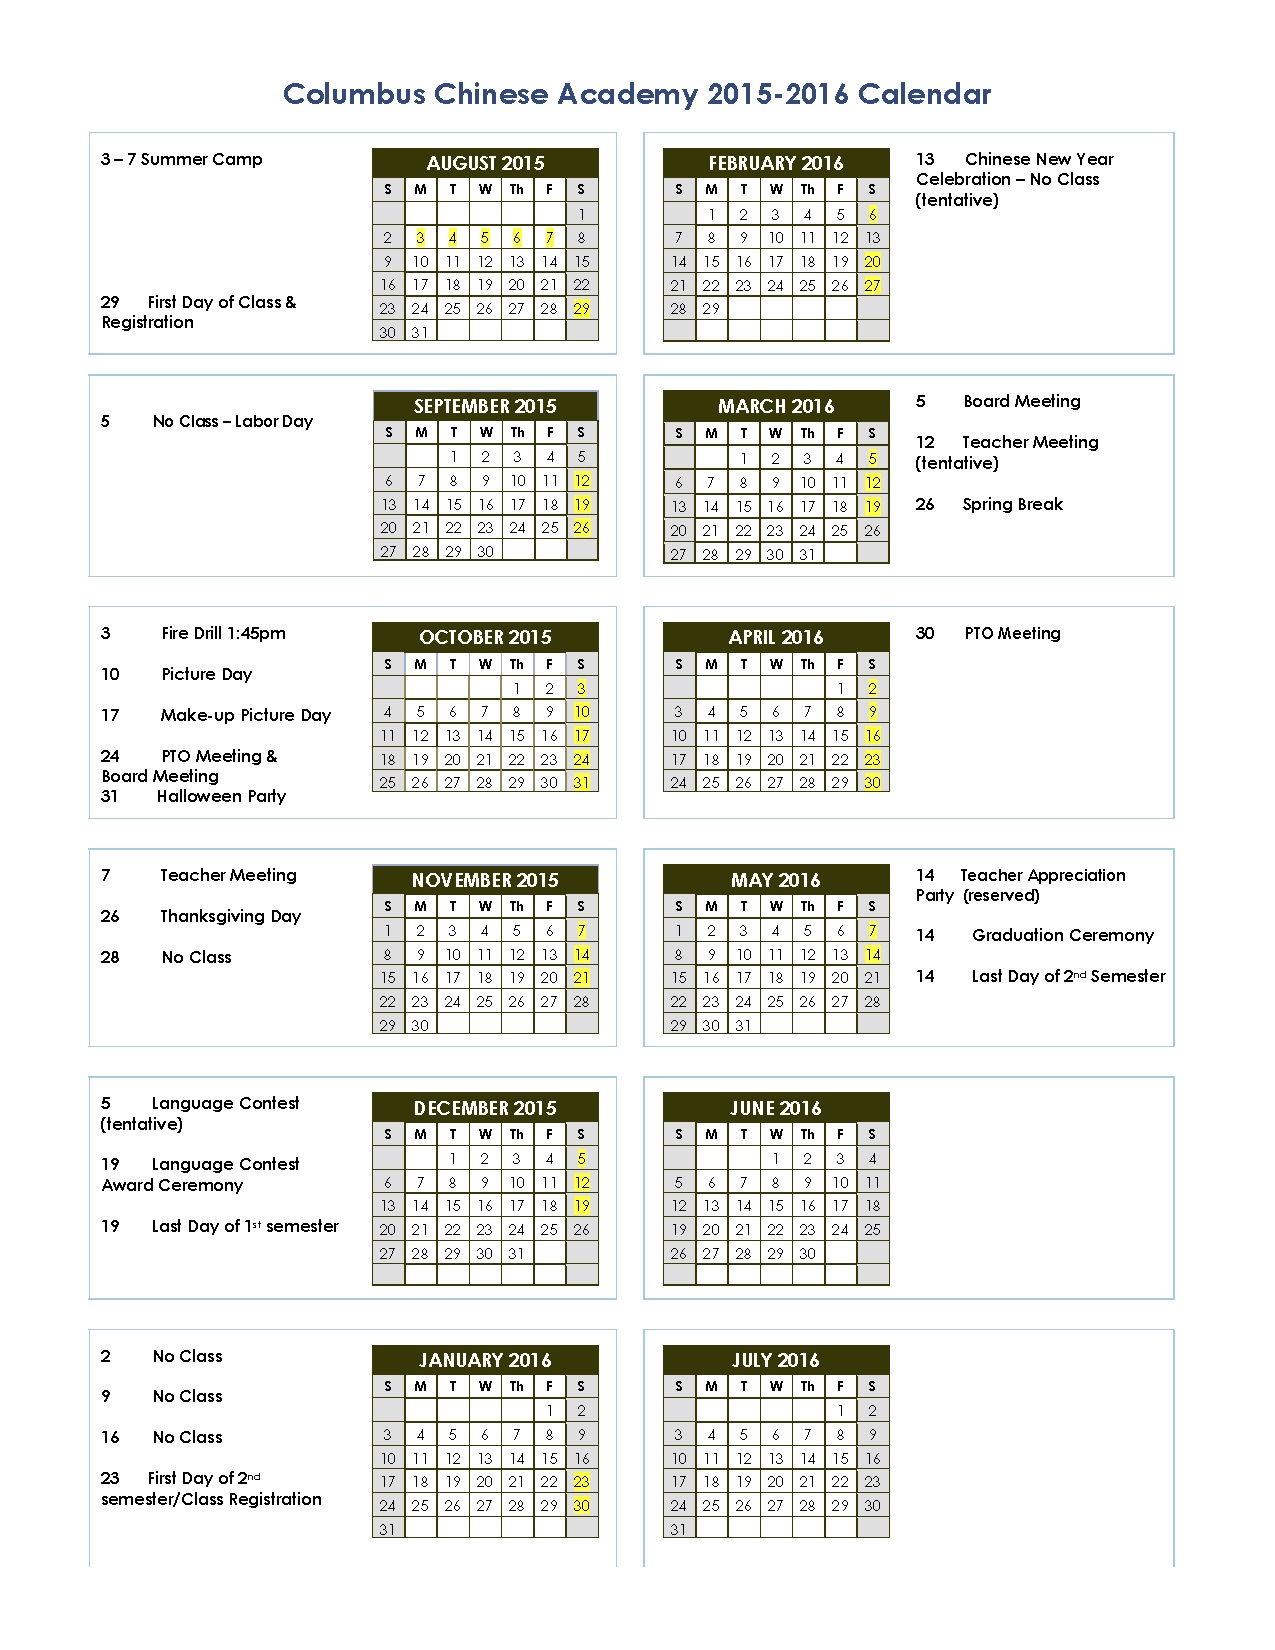 Columbus Chinese Academy 2015-2016 Calendar
3 – 7 Summer Camp
29 First Day of Class &
Registration
AUGUST 2015
S M T W Th F S
1
2 3 4 5 6 7 8
9 10 11 12 13 14 15
16 17 18 19 20 21 22
23 24 25 26 27 28 29
30 31
FEBRUARY 2016
S M T W Th F S
1 2 3 4 5 6
7 8 9 10 11 12 13
14 15 16 17 18 19 20
21 22 23 24 25 26 27
28 29
13 Chinese New Year
Celebration – No Class
(tentative)
5 No Class – Labor Day
SEPTEMBER 2015
S M T W Th F S
1 2 3 4 5
6 7 8 9 10 11 12
13 14 15 16 17 18 19
20 21 22 23 24 25 26
27 28 29 30
MARCH 2016
S M T W Th F S
1 2 3 4 5
6 7 8 9 10 11 12
13 14 15 16 17 18 19
20 21 22 23 24 25 26
27 28 29 30 31
5 Board Meeting
12 Teacher Meeting
(tentative)
26 Spring Break
3 Fire Drill 1:45pm
10 Picture Day
17 Make-up Picture Day
24 PTO Meeting &
Board Meeting
31 Halloween Party
OCTOBER 2015
S M T W Th F S
1 2 3
4 5 6 7 8 9 10
11 12 13 14 15 16 17
18 19 20 21 22 23 24
25 26 27 28 29 30 31
APRIL 2016
S M T W Th F S
1 2
3 4 5 6 7 8 9
10 11 12 13 14 15 16
17 18 19 20 21 22 23
24 25 26 27 28 29 30
30 PTO Meeting
7 Teacher Meeting
26 Thanksgiving Day
28 No Class
NOVEMBER 2015
S M T W Th F S
1 2 3 4 5 6 7
8 9 10 11 12 13 14
15 16 17 18 19 20 21
22 23 24 25 26 27 28
29 30
MAY 2016
S M T W Th F S
1 2 3 4 5 6 7
8 9 10 11 12 13 14
15 16 17 18 19 20 21
22 23 24 25 26 27 28
29 30 31
14 Teacher Appreciation
Party (reserved)
14 Graduation Ceremony
14 Last Day of 2nd Semester
5 Language Contest
(tentative)
19 Language Contest
Award Ceremony
19 Last Day of 1st semester
DECEMBER 2015
S M T W Th F S
1 2 3 4 5
6 7 8 9 10 11 12
13 14 15 16 17 18 19
20 21 22 23 24 25 26
27 28 29 30 31
JUNE 2016
S M T W Th F S
1 2 3 4
5 6 7 8 9 10 11
12 13 14 15 16 17 18
19 20 21 22 23 24 25
26 27 28 29 30
2 No Class
9 No Class
16 No Class
23 First Day of 2nd
semester/Class Registration
JANUARY 2016
S M T W Th F S
1 2
3 4 5 6 7 8 9
10 11 12 13 14 15 16
17 18 19 20 21 22 23
24 25 26 27 28 29 30
31
JULY 2016
S M T W Th F S
1 2
3 4 5 6 7 8 9
10 11 12 13 14 15 16
17 18 19 20 21 22 23
24 25 26 27 28 29 30
31